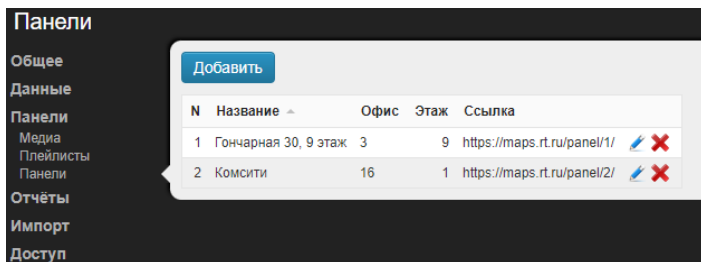 Панели
Общее
Данные
Панели
Медиа
Плейлисты
Панели
Отчёты
Импорт
Доступ
Добавить
N Название Офис Этаж Ссылка
1 Гончарная 30, 9 этаж 3 9 https://maps.rt.ru/panel/1/
2 Комсити 16 1 https://maps.rt.ru/panel/2/